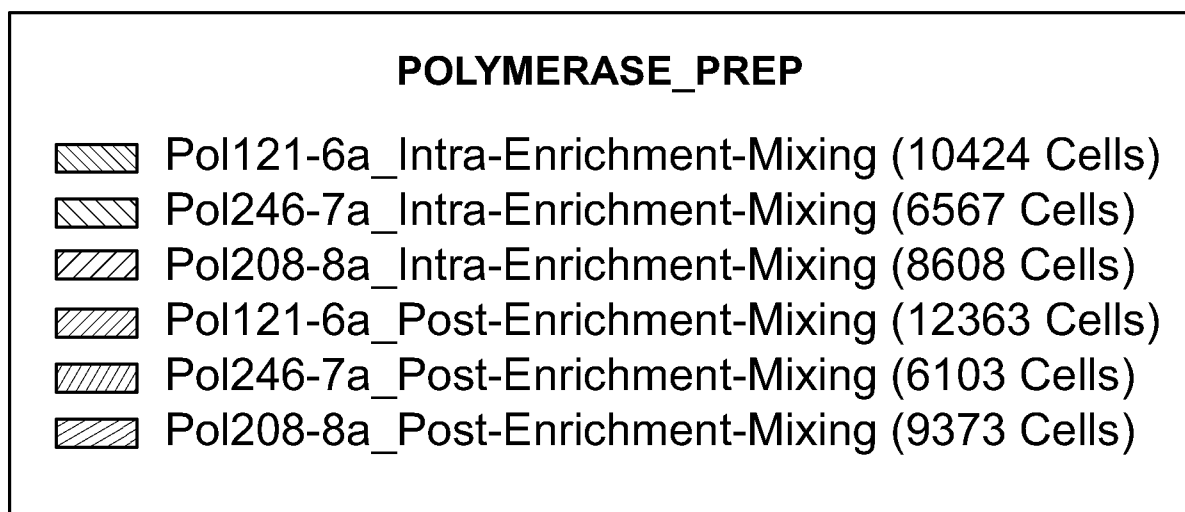 POLYMERASE_PREP
Pol121-6a_Intra-Enrichment-Mixing (10424 Cells)
Pol246-7a_Intra-Enrichment-Mixing (6567 Cells)
Pol208-8a_Intra-Enrichment-Mixing (8608 Cells)
Pol121-6a_Post-Enrichment-Mixing (12363 Cells)
Pol246-7a_Post-Enrichment-Mixing (6103 Cells)
Pol208-8a_Post-Enrichment-Mixing (9373 Cells)